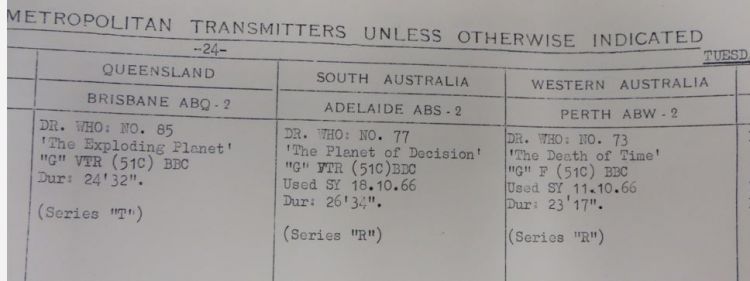 METROPOLITAN TRANSMITTERS UNLESS OTHERWISE INDICATED
-24-
TUESD
QUEENSLAND
BRISBANE ABQ - 2
DR. WHO: NO. 85
'The Exploding Planet'
"G" VTR (51C) BBC
Dur: 24'32".
(Series "T")
SOUTH AUSTRALIA
ADELAIDE ABS - 2
DR. WHO: NO. 77
'The Planet of Decision'
"G" VTR (51C)BBC
Used SY 18.10.66
Dur: 26'34".
(Series "R")
WESTERN AUSTRALIA
PERTH ABW - 2
DR. WHO: NO. 73
'The Death of Time'
"G" F (51C) BBC
Used SY 11.10.66
Dur: 23'17".
(Series "R")